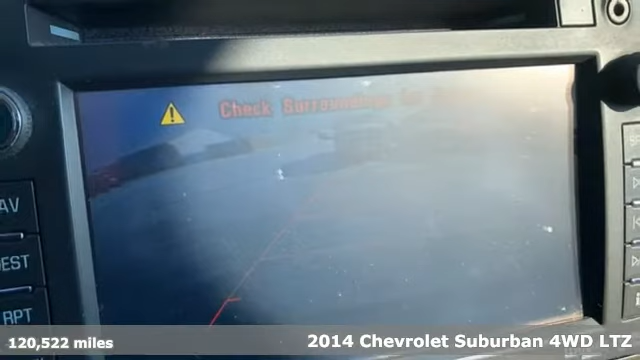 Check Surroundings
AV
EST
RPT
120,522 miles
2014 Chevrolet Suburban 4WD LTZ